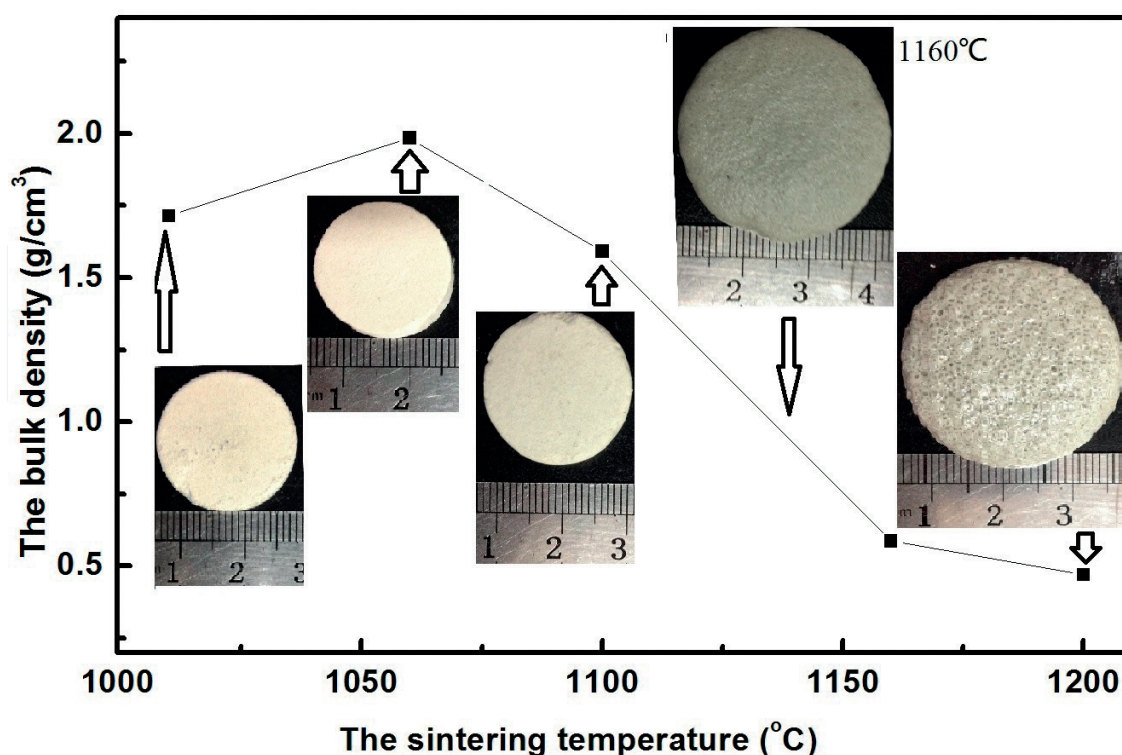 1160℃
2.0
1.5
1.0
0.5
The bulk density (g/cm³)
2 3 4
1 2
m 1 2 3
1 2 3
1 2 3
1000 1050 1100 1150 1200
The sintering temperature (°C)